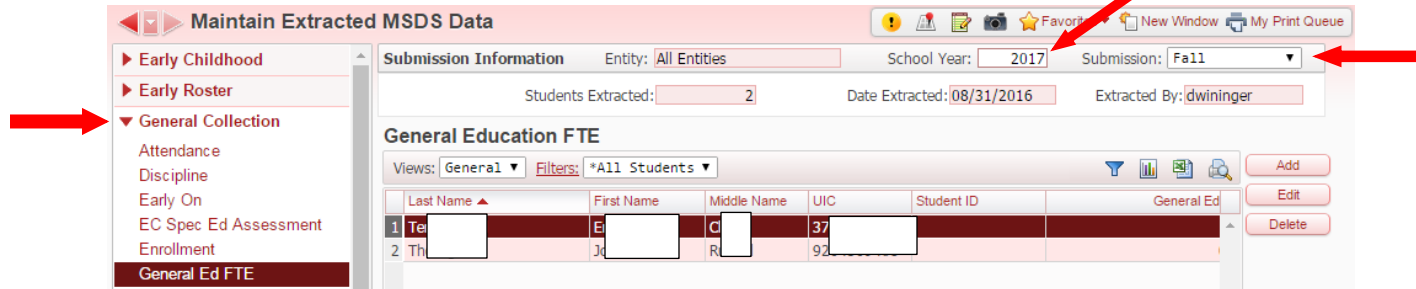 Maintain Extracted MSDS Data
New Window My Print Queue
Early Childhood
Early Roster
General Collection
Attendance
Discipline
Early On
EC Spec Ed Assessment
Enrollment
General Ed FTE
Submission Information Entity: All Entities School Year: 2017 Submission: Fall
Students Extracted: 2 Date Extracted: 08/31/2016 Extracted By: dwininger
General Education FTE
Views: General Filters: *All Students
Add
Edit
Delete
Last Name First Name Middle Name UIC Student ID General Ed
1
2